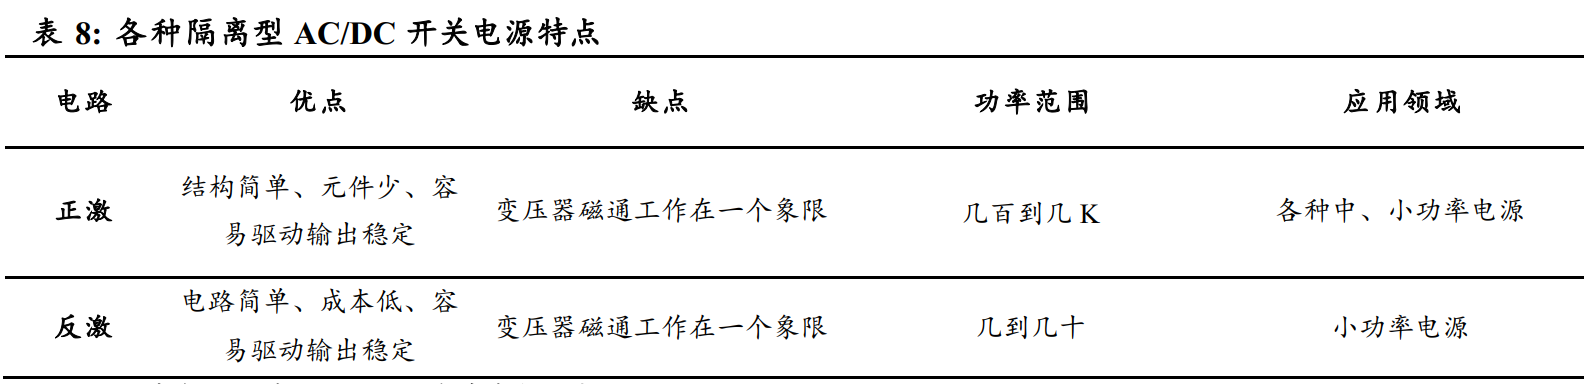 表 8: 各种隔离型 AC/DC 开关电源特点
电路 优点 缺点 功率范围 应用领域
正激 结构简单、元件少、容易驱动输出稳定 变压器磁通工作在一个象限 几百到几 K 各种中、小功率电源
反激 电路简单、成本低、容易驱动输出稳定 变压器磁通工作在一个象限 几到几十 小功率电源